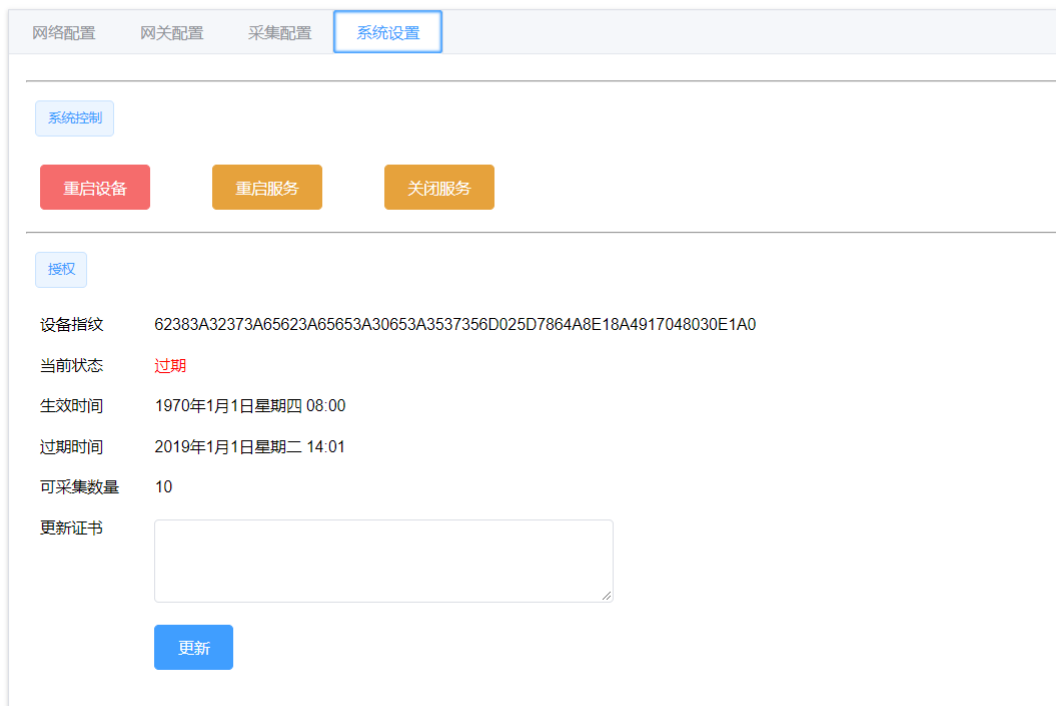 网络配置 网关配置 采集配置 系统设置
系统控制
重启设备 重启服务 关闭服务
授权
设备指纹 62383A32373A65623A65653A30653A3537356D025D7864A8E18A4917048030E1A0
当前状态 过期
生效时间 1970年1月1日星期四 08:00
过期时间 2019年1月1日星期二 14:01
可采集数量 10
更新证书
更新